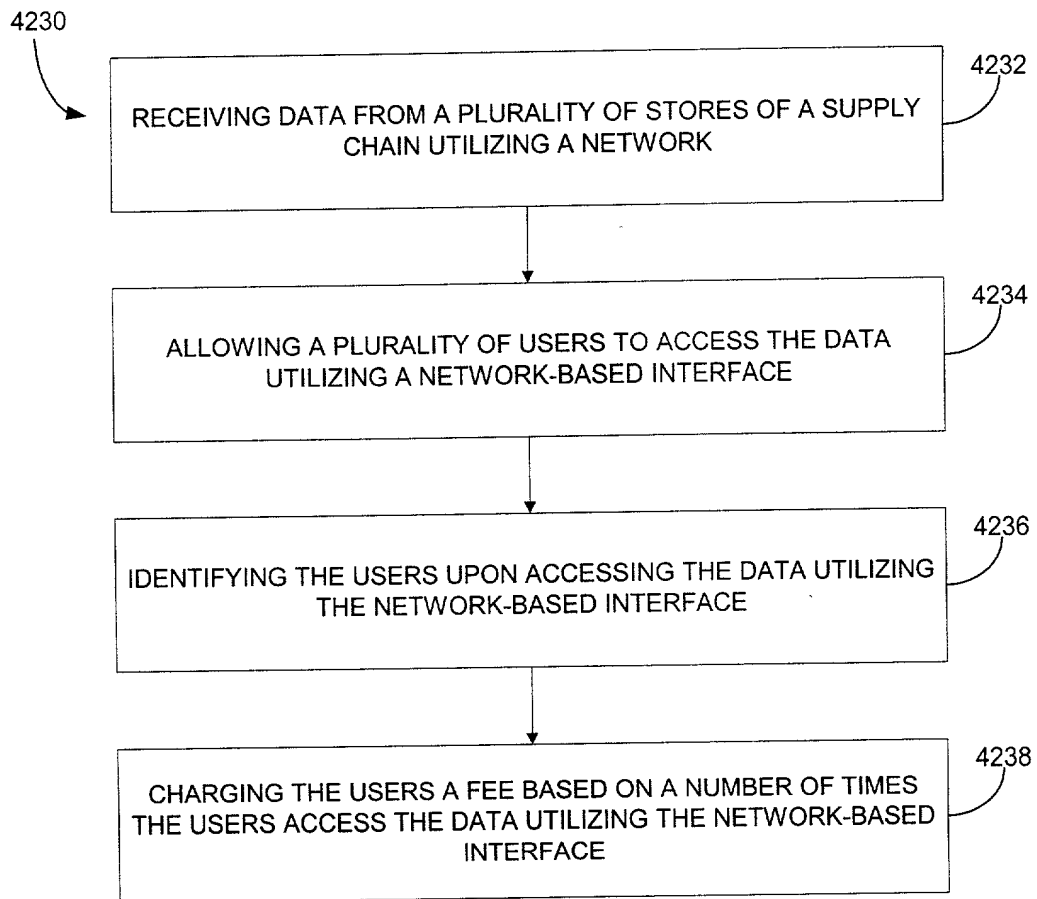 4230
4232
RECEIVING DATA FROM A PLURALITY OF STORES OF A SUPPLY
CHAIN UTILIZING A NETWORK
4234
ALLOWING A PLURALITY OF USERS TO ACCESS THE DATA
UTILIZING A NETWORK-BASED INTERFACE
4236
IDENTIFYING THE USERS UPON ACCESSING THE DATA UTILIZING
THE NETWORK-BASED INTERFACE
4238
CHARGING THE USERS A FEE BASED ON A NUMBER OF TIMES
THE USERS ACCESS THE DATA UTILIZING THE NETWORK-BASED
INTERFACE